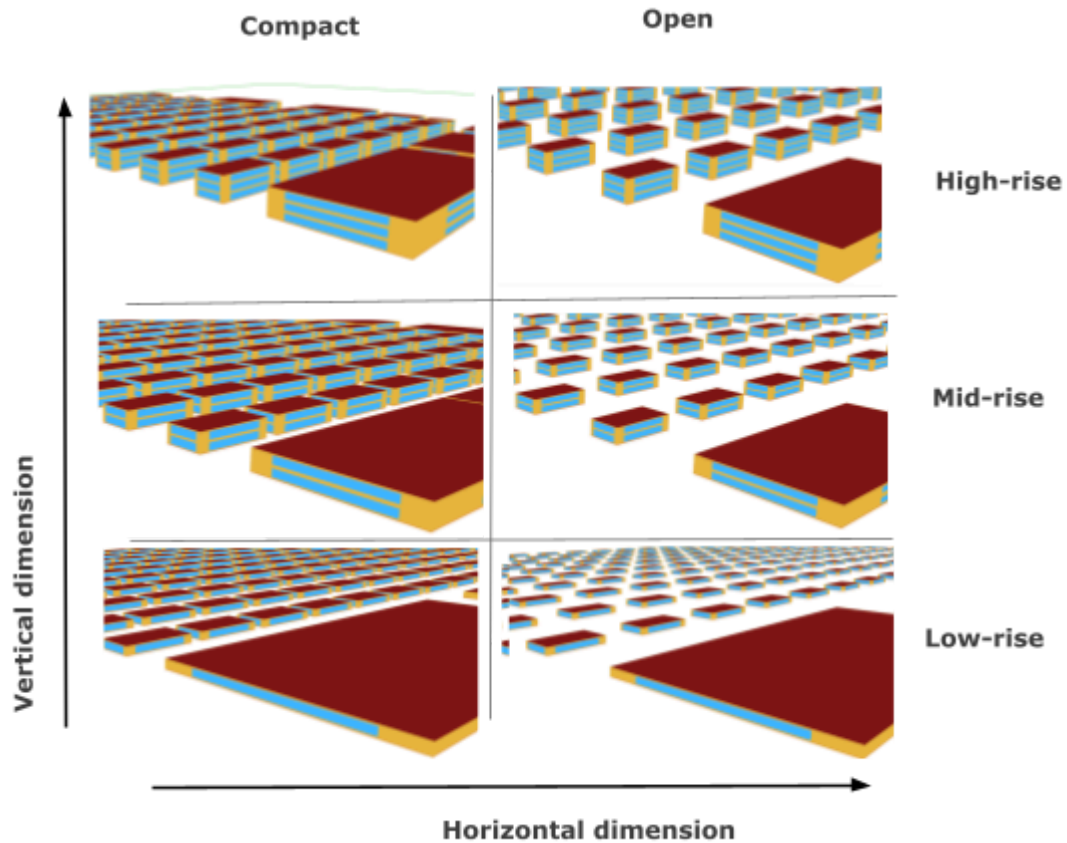 Compact
Open
High-rise
Mid-rise
Low-rise
Vertical dimension
Horizontal dimension